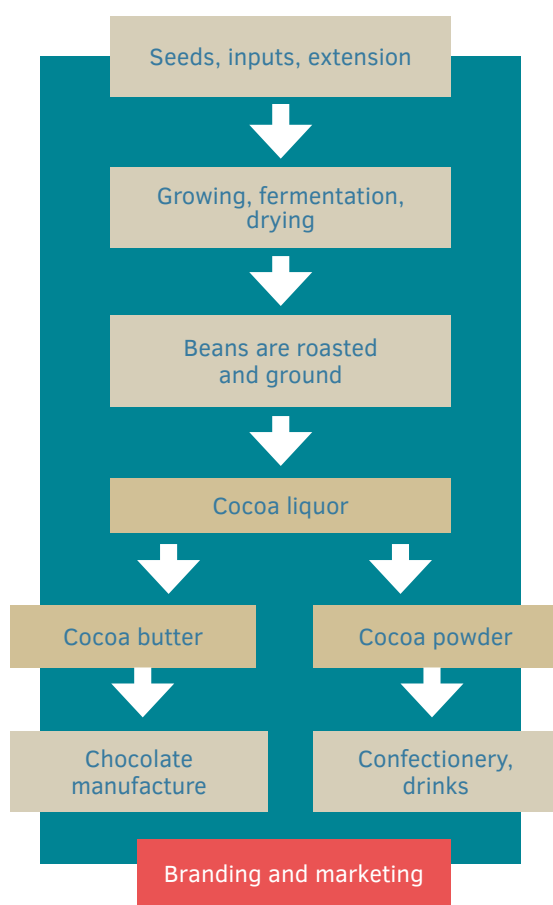 Seeds, inputs, extension
Growing, fermentation,
drying
Beans are roasted
and ground
Cocoa liquor
Cocoa butter
Cocoa powder
Chocolate
manufacture
Confectionery,
drinks
Branding and marketing